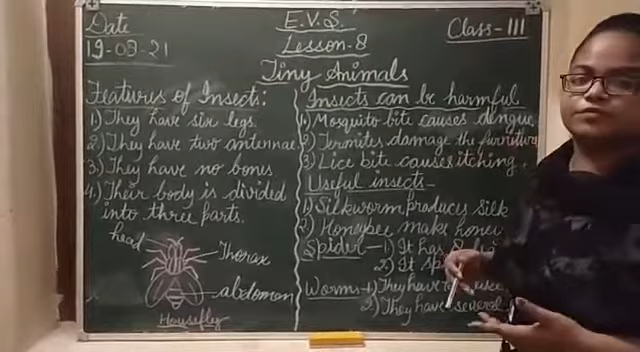 Date
19-03-21
E.V.S.
Lesson-8
Class-III
Tiny Animals
Features of Insects:
1) They have six legs.
2) They have two antennae.
3) They have no bones.
4) Their body is divided
into three parts.
head
Thorax
abdomen
Housefly
Insects can be harmful
1) Mosquito bite causes dengue.
2) Termites damage the furniture
3) Lice bite causes itching.
Useful insects-
1) Silkworm produces silk
2) Honeybee make honey
Spider-1) It has 8
2) It
Worms-1) They have
2) They have several